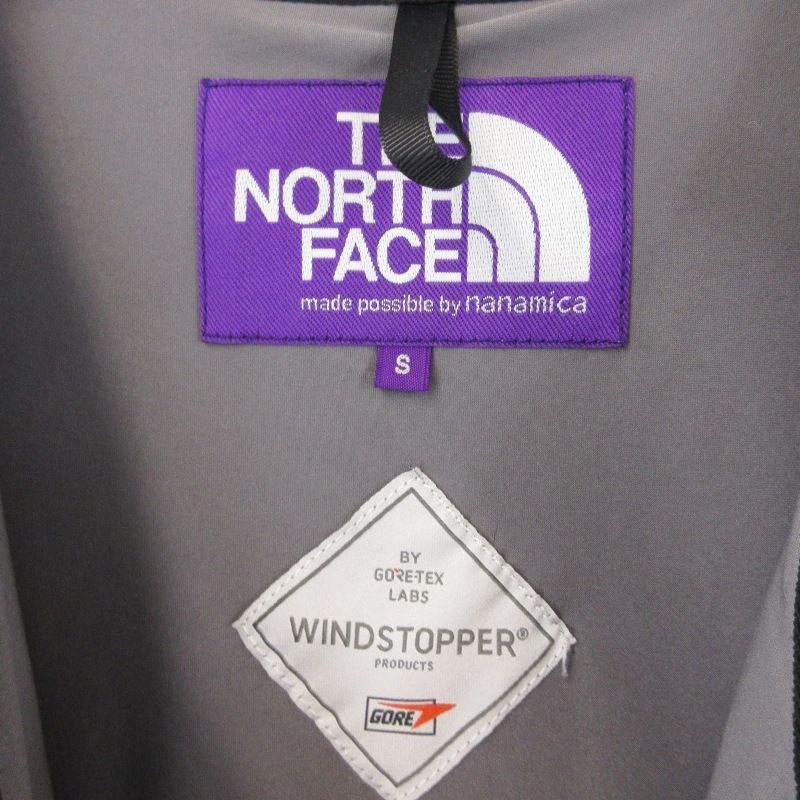 THE
NORTH
FACE
made possible by nanamica
S
BY
GORE-TEX
LABS
WINDSTOPPER®
PRODUCTS
GORE